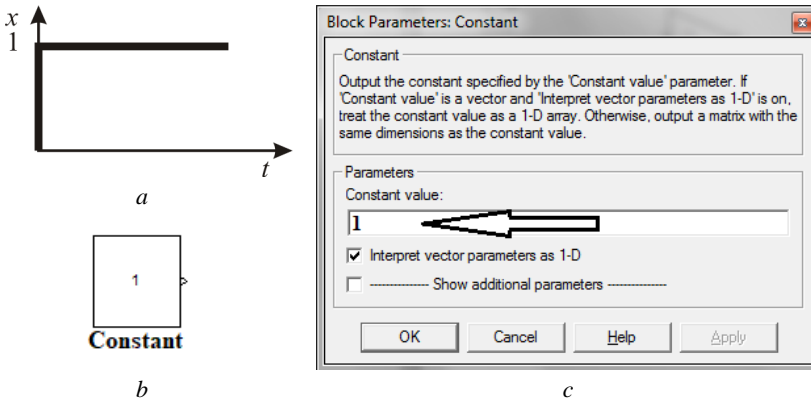 x
1
t
a
1
Constant
b
Block Parameters: Constant
Constant
Output the constant specified by the 'Constant value' parameter. If
'Constant value' is a vector and 'Interpret vector parameters as 1-D' is on,
treat the constant value as a 1-D array. Otherwise, output a matrix with the
same dimensions as the constant value.
Parameters
Constant value:
1
Interpret vector parameters as 1-D
--------------- Show additional parameters ---------------
OK Cancel Help Apply
c